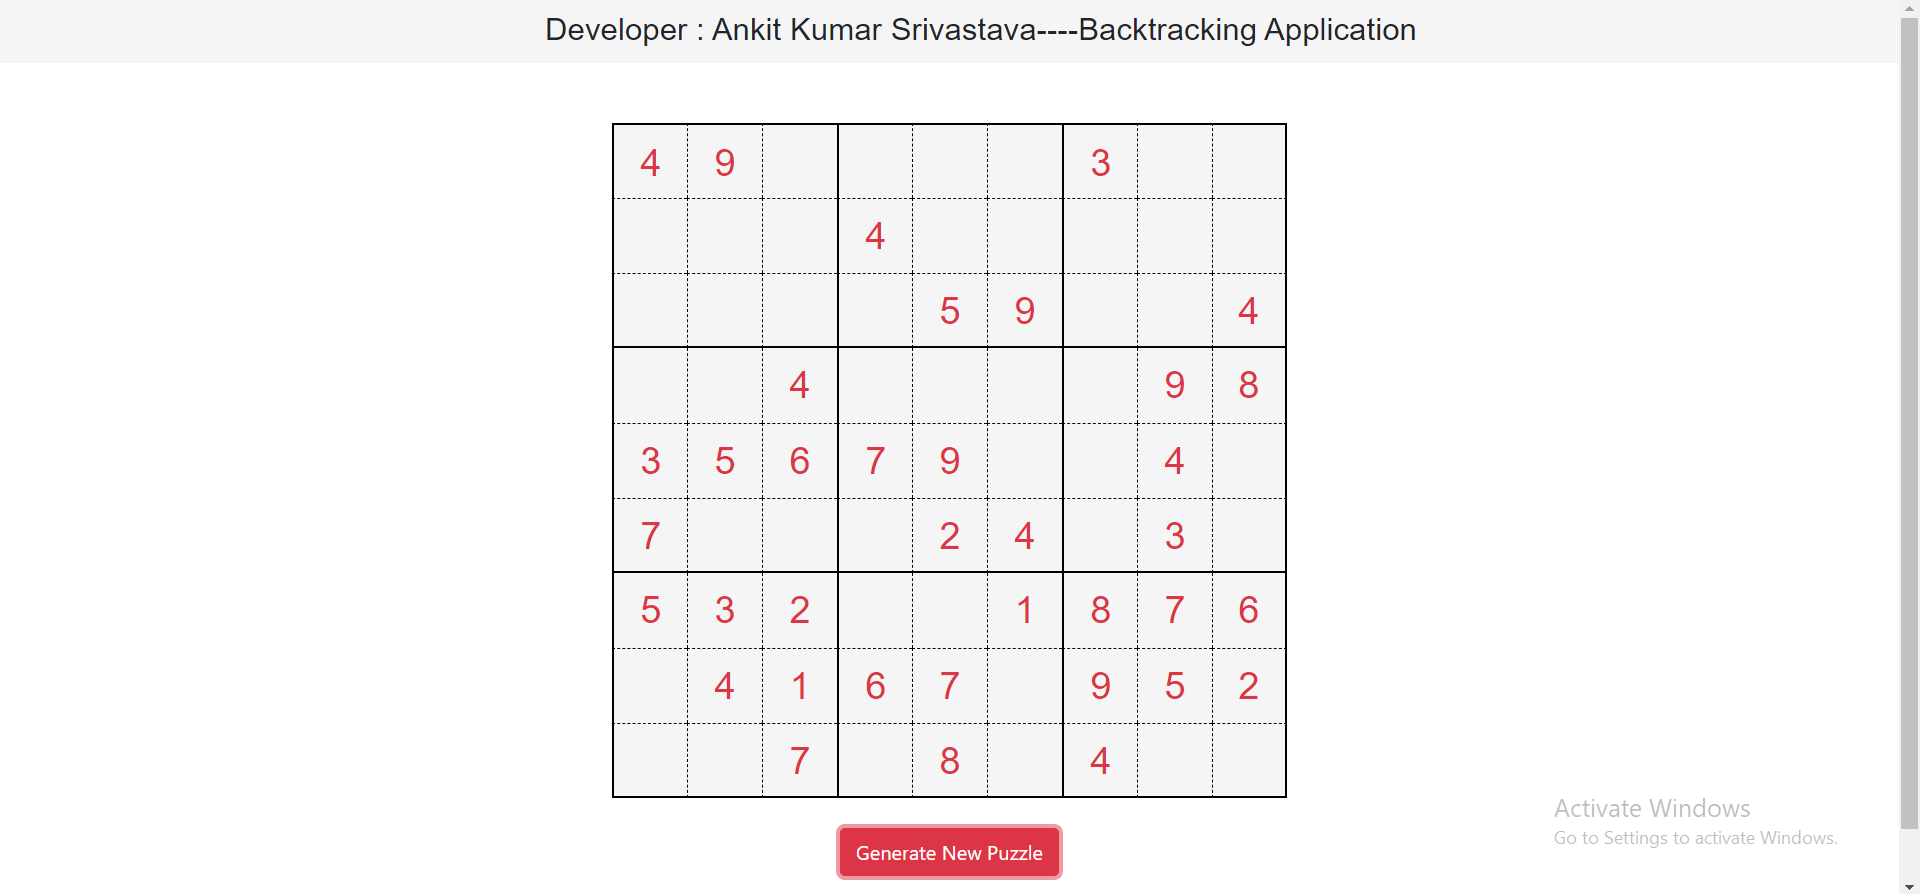 Developer : Ankit Kumar Srivastava----Backtracking Application
4 9 3
4
5 9 4
4 9 8
3 5 6 7 9 4
7 2 4 3
5 3 2 1 8 7 6
4 1 6 7 9 5 2
7 8 4
Generate New Puzzle
Activate Windows
Go to Settings to activate Windows.